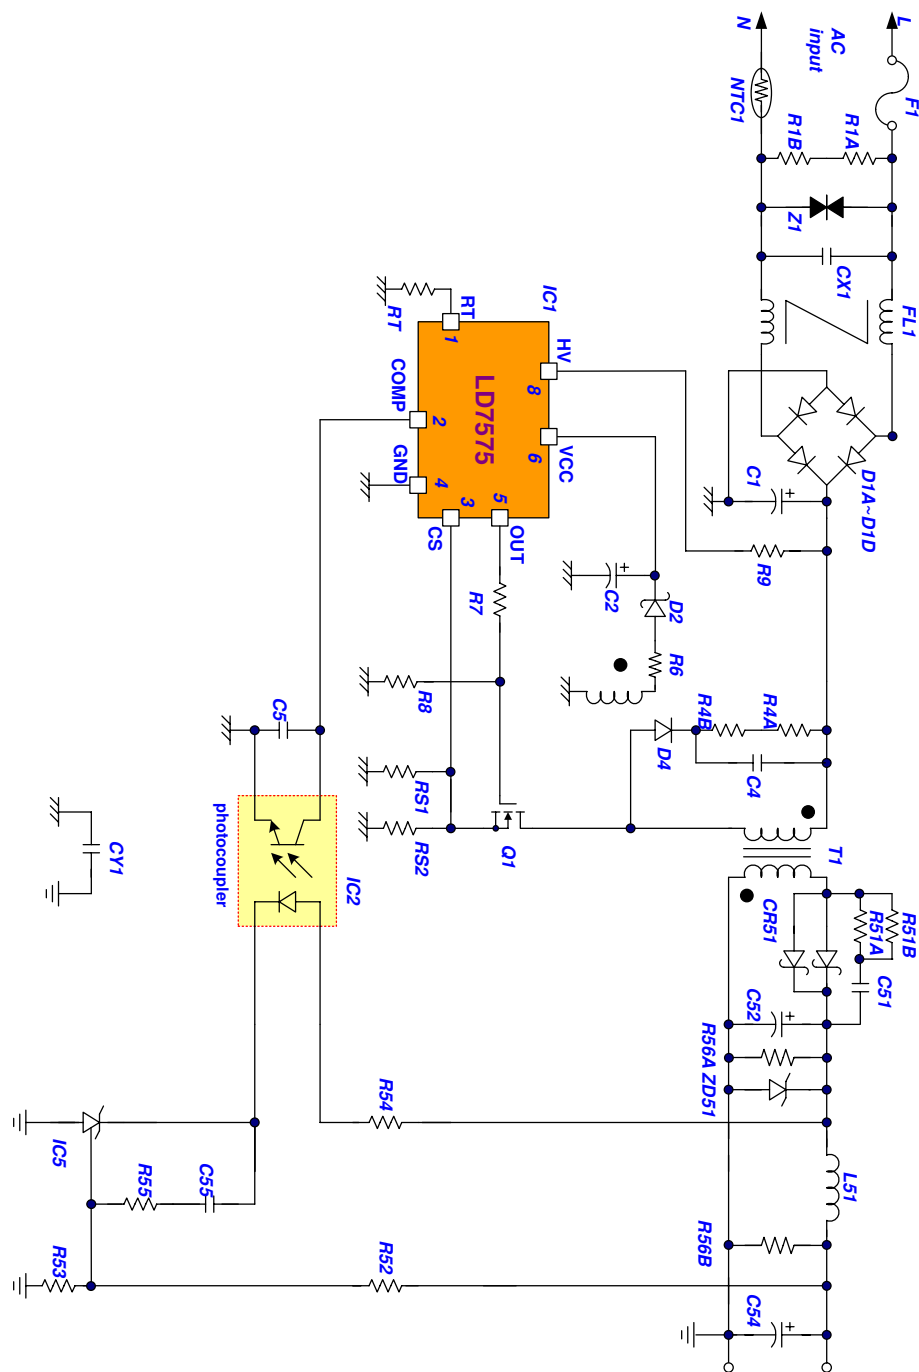 L
F1
AC
input
N
NTC1
R1A
R1B
Z1
CX1
FL1
D1A~D1D
C1
R9
IC1
RT
RT
1
HV
8
COMP
2
LD7575
VCC
6
GND
4
3
CS
5
OUT
R7
C2
D2
R6
R8
R4A
R4B
D4
C4
C5
RS1
RS2
Q1
T1
photocoupler
IC2
CY1
CR51
R51A
R51B
C51
C52
R56A
ZD51
R54
L51
IC5
R55
C55
R56B
R53
R52
C54